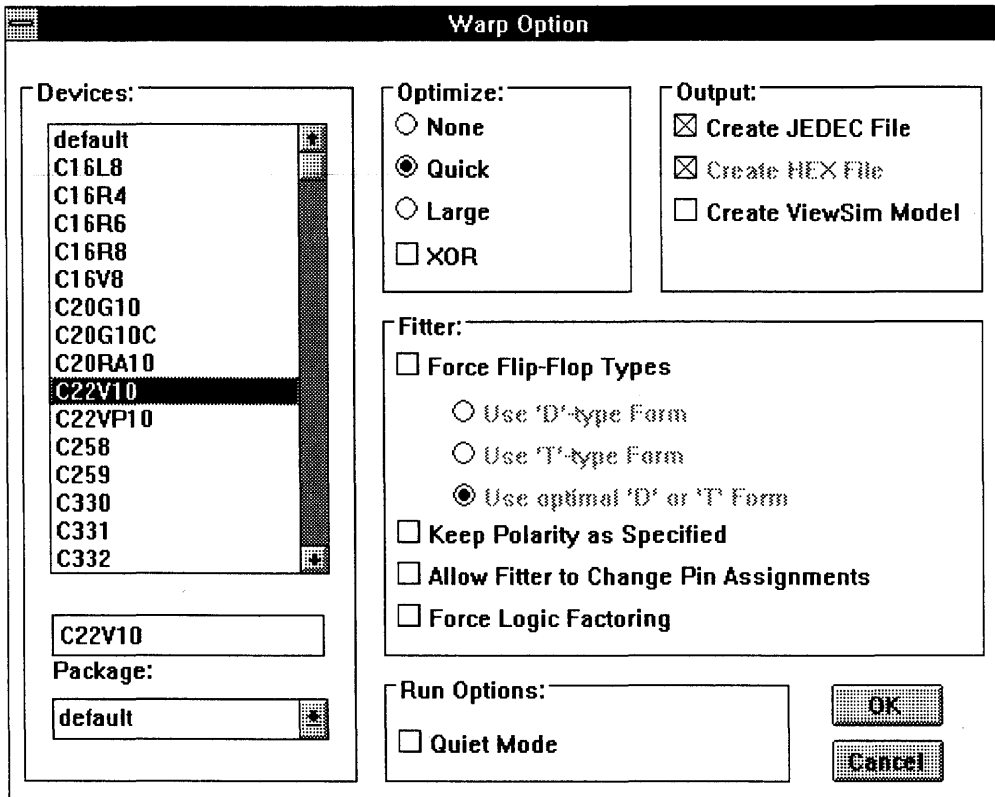 Warp Option
Devices:
default
C16L8
C16R4
C16R6
C16R8
C16V8
C20G10
C20G10C
C20RA10
C22V10
C22VP10
C258
C259
C330
C331
C332
C22V10
Package:
default
Optimize:
None
Quick
Large
XOR
Output:
Create JEDEC File
Create HEX File
Create ViewSim Model
Fitter:
Force Flip-Flop Types
Use 'D'-type Form
Use 'T'-type Form
Use optimal 'D' or 'T' Form
Keep Polarity as Specified
Allow Fitter to Change Pin Assignments
Force Logic Factoring
Run Options:
Quiet Mode
OK
Cancel